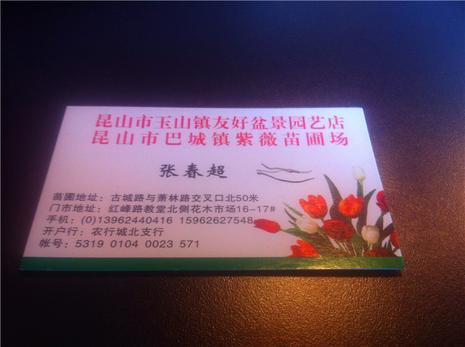 昆山市玉山镇友好盆景园艺店
昆山市巴城镇紫薇苗圃场
张春超
苗圃地址：古城路与萧林路交叉口北50米
门市地址：红峰路教堂北侧花木市场16-17#
手机：(0)13962440416 15962627548
开户行：农行城北支行
帐号：5319 0104 0023 571